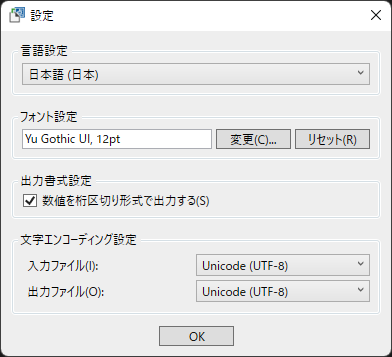 設定
言語設定
日本語 (日本)
フォント設定
Yu Gothic UI, 12pt 変更(C)... リセット(R)
出力書式設定
数値を桁区切り形式で出力する(S)
文字エンコーディング設定
入力ファイル(I): Unicode (UTF-8)
出力ファイル(O): Unicode (UTF-8)
OK